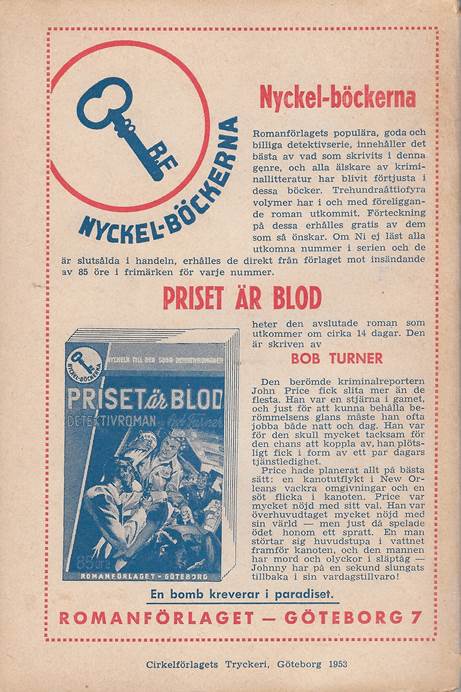 R.F.
NYCKEL-BÖCKERNA
Nyckel-böckerna
Romanförlagets populära, goda och
billiga detektivserie, innehåller det
bästa av vad som skrivits i denna
genre, och alla älskare av krimi-
nallitteratur har blivit förtjusta i
dessa böcker. Trehundraåttiofyra
volymer har i och med föreliggan-
de roman utkommit. Förteckning
på dessa erhålles gratis av dem
som så önskar. Om Ni ej läst alla
utkomna nummer i serien och de
är slutsålda i handeln, erhålles de direkt från förlaget mot insändande
av 85 öre i frimärken för varje nummer.
PRISET ÄR BLOD
heter den avslutade roman som
utkommer om cirka 14 dagar. Den
är skriven av
BOB TURNER
NYCKEL-BÖCKERNA
NYCKELN TILL DEN GODA DETEKTIVROMANEN
PRISET är BLOD
DETEKTIVROMAN av Bob Turner
85 öre
ROMANFÖRLAGET - GÖTEBORG
Den berömde kriminalreportern
John Price fick slita mer än de
flesta. Han var en stjärna i gamet,
och just för att kunna behålla be-
römmelsens glans måste han ofta
jobba både natt och dag. Han var
för den skull mycket tacksam för
den chans att koppla av, han plöts-
ligt fick i form av ett par dagars
tjänstledighet.
Price hade planerat allt på bästa
sätt: en kanotutflykt i New Or-
leans vackra omgivningar och en
söt flicka i kanoten. Price var
mycket nöjd med sitt val. Han var
överhuvudtaget mycket nöjd med
sin värld — men just då spelade
ödet honom ett spratt. En man
störtar sig huvudstupa i vattnet
framför kanoten, och den mannen
har mord och olyckor i släptåg —
Johnny har på en sekund slungats
tillbaka i sin vardagstillvaro!
En bomb kreverar i paradiset.
ROMANFÖRLAGET — GÖTEBORG 7
Cirkelförlagets Tryckeri, Göteborg 1953